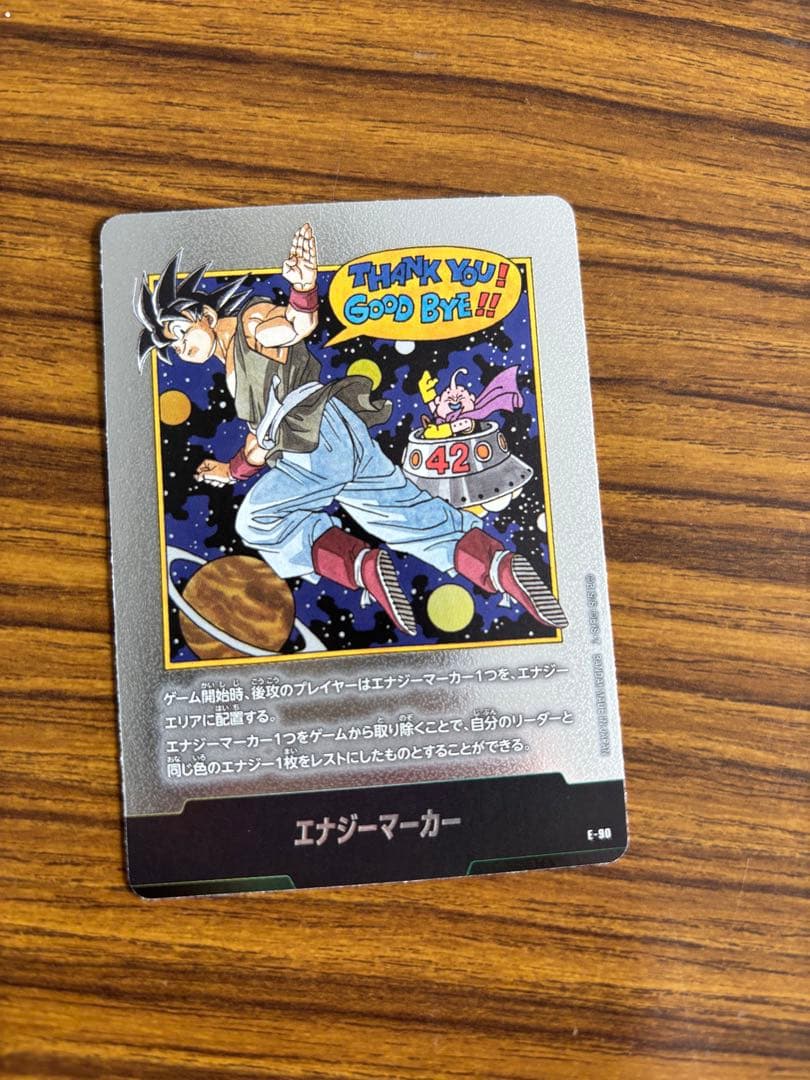 THANK YOU!
GOOD BYE!!
42
ゲーム開始時、後攻のプレイヤーはエナジーマーカー1つを、エナジー
エリアに配置する。
エナジーマーカー1つをゲームから取り除くことで、自分のリーダーと
同じ色のエナジー1枚をレストにしたものとすることができる。
エナジーマーカー
E-90